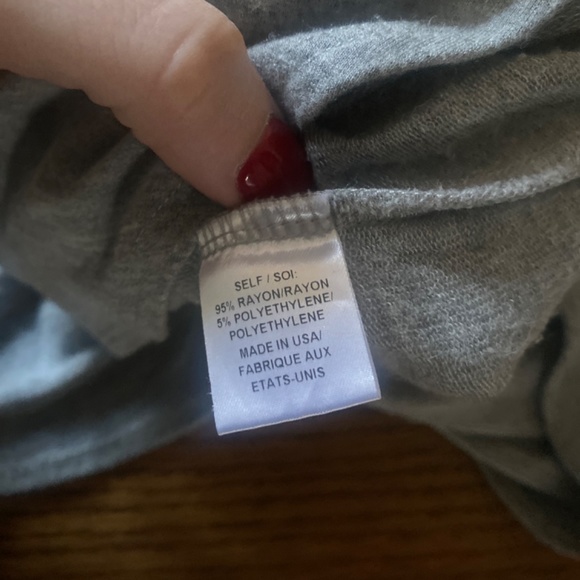 SELF / SOI:
95% RAYON/RAYON
5% POLYETHYLENE/
POLYETHYLENE
MADE IN USA/
FABRIQUE AUX
ETATS-UNIS